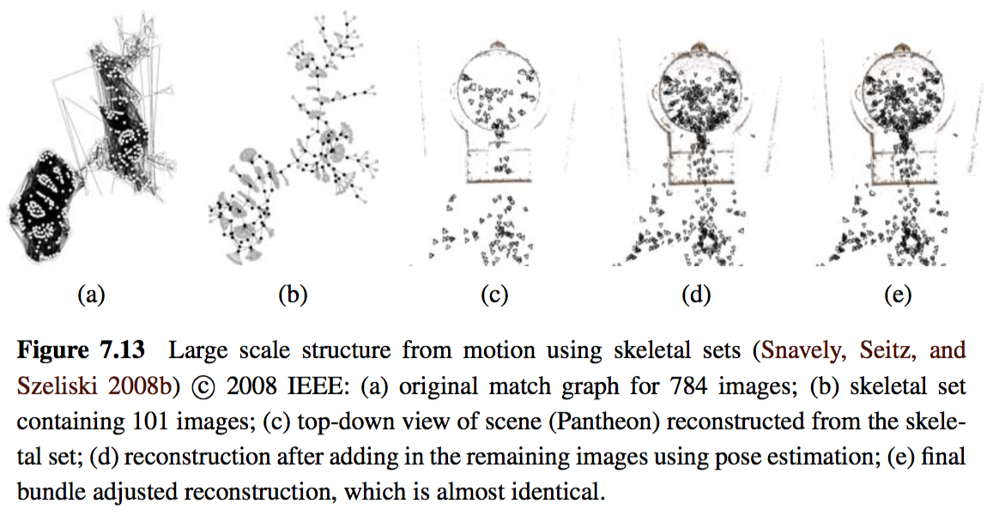 (a) (b) (c) (d) (e)
Figure 7.13 Large scale structure from motion using skeletal sets (Snavely, Seitz, and
Szeliski 2008b) © 2008 IEEE: (a) original match graph for 784 images; (b) skeletal set
containing 101 images; (c) top-down view of scene (Pantheon) reconstructed from the skele-
tal set; (d) reconstruction after adding in the remaining images using pose estimation; (e) final
bundle adjusted reconstruction, which is almost identical.